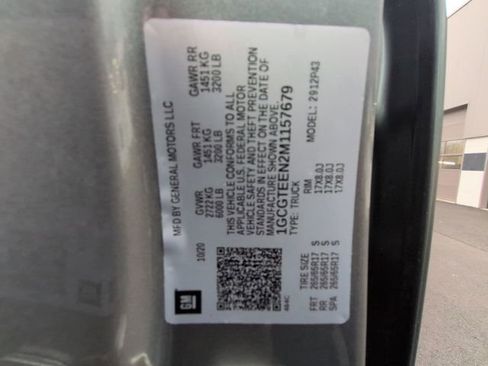 MFD BY GENERAL MOTORS LLC
10/20
GVWR
2722 KG
6000 LB
GAWR FRT
1451 KG
3200 LB
GAWR RR
1451 KG
3200 LB
THIS VEHICLE CONFORMS TO ALL
APPLICABLE U.S. FEDERAL MOTOR
VEHICLE SAFETY AND THEFT PREVENTION
STANDARDS IN EFFECT ON THE DATE OF
MANUFACTURE SHOWN ABOVE.
1GCGTEEN2M1157679
TYPE: TRUCK
MODEL: 2912P43
TIRE SIZE
RIM
FRT 265/65R17 S 17X8.0J
RR 265/65R17 S 17X8.0J
SPA 265/65R17 S 17X8.0J
GM